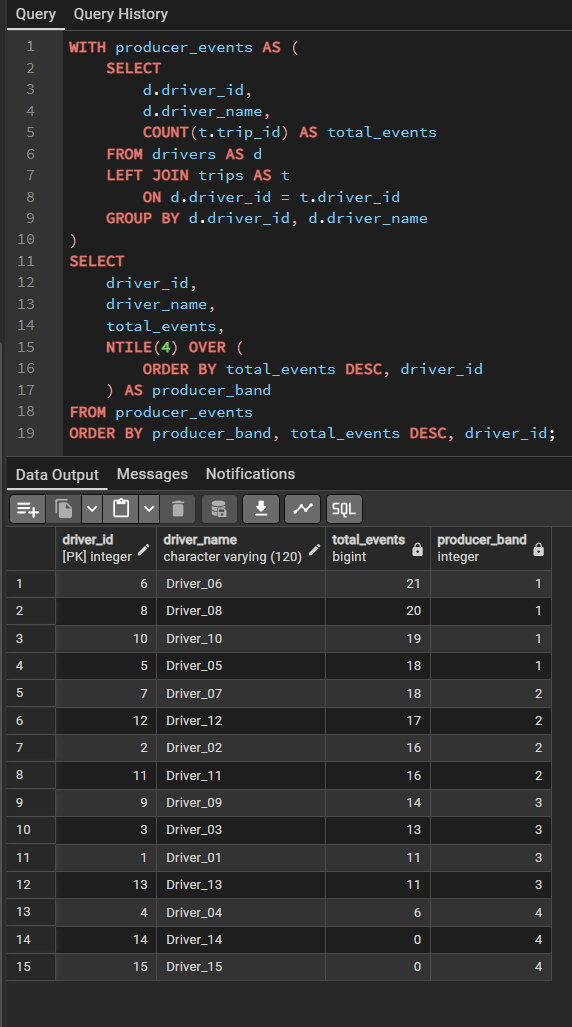 Query Query History
1 WITH producer_events AS (
2 SELECT
3 d.driver_id,
4 d.driver_name,
5 COUNT(t.trip_id) AS total_events
6 FROM drivers AS d
7 LEFT JOIN trips AS t
8 ON d.driver_id = t.driver_id
9 GROUP BY d.driver_id, d.driver_name
10 )
11 SELECT
12 driver_id,
13 driver_name,
14 total_events,
15 NTILE(4) OVER (
16 ORDER BY total_events DESC, driver_id
17 ) AS producer_band
18 FROM producer_events
19 ORDER BY producer_band, total_events DESC, driver_id;
Data Output Messages Notifications
SQL
driver_id driver_name total_events producer_band
[PK] integer character varying (120) bigint integer
1 6 Driver_06 21 1
2 8 Driver_08 20 1
3 10 Driver_10 19 1
4 5 Driver_05 18 1
5 7 Driver_07 18 2
6 12 Driver_12 17 2
7 2 Driver_02 16 2
8 11 Driver_11 16 2
9 9 Driver_09 14 3
10 3 Driver_03 13 3
11 1 Driver_01 11 3
12 13 Driver_13 11 3
13 4 Driver_04 6 4
14 14 Driver_14 0 4
15 15 Driver_15 0 4